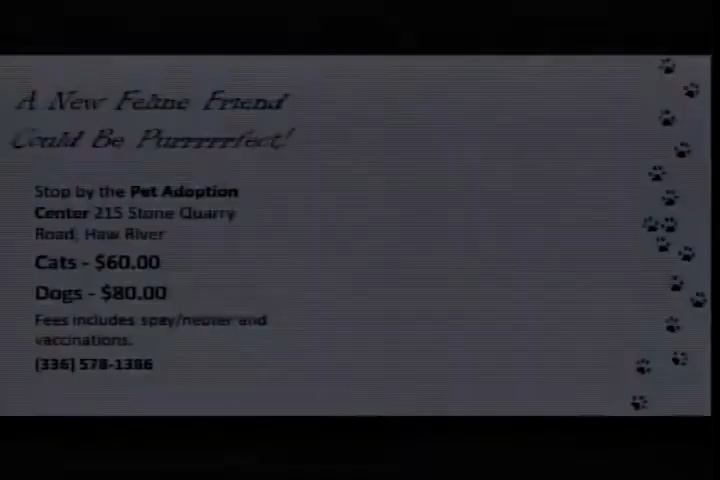 A New Feline Friend
Could Be Purrrrrfect!
Stop by the Pet Adoption
Center 215 Stone Quarry
Road, Haw River
Cats - $60.00
Dogs - $80.00
Fees includes spay/neuter and
vaccinations.
(336) 578-1386